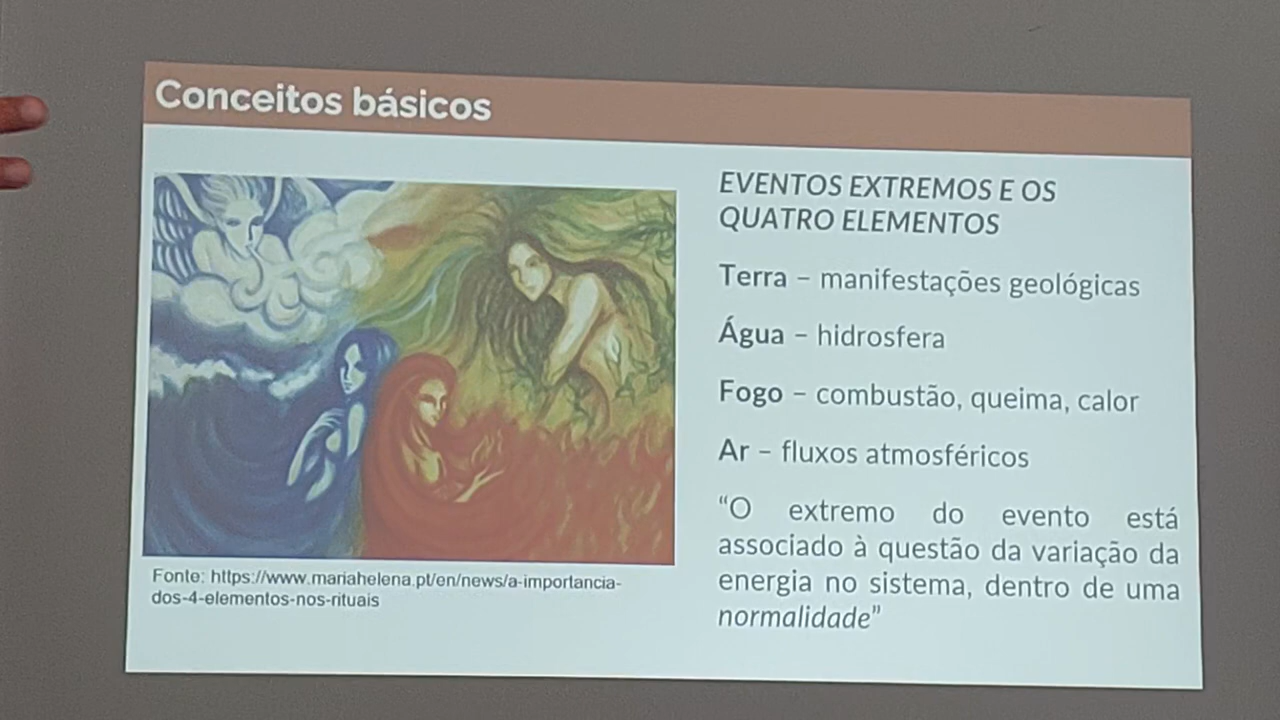 Conceitos básicos
EVENTOS EXTREMOS E OS
QUATRO ELEMENTOS
Terra – manifestações geológicas
Água – hidrosfera
Fogo – combustão, queima, calor
Ar – fluxos atmosféricos
“O extremo do evento está
associado à questão da variação da
energia no sistema, dentro de uma
normalidade”
Fonte: https://www.mariahelena.pt/en/news/a-importancia-
dos-4-elementos-nos-rituais